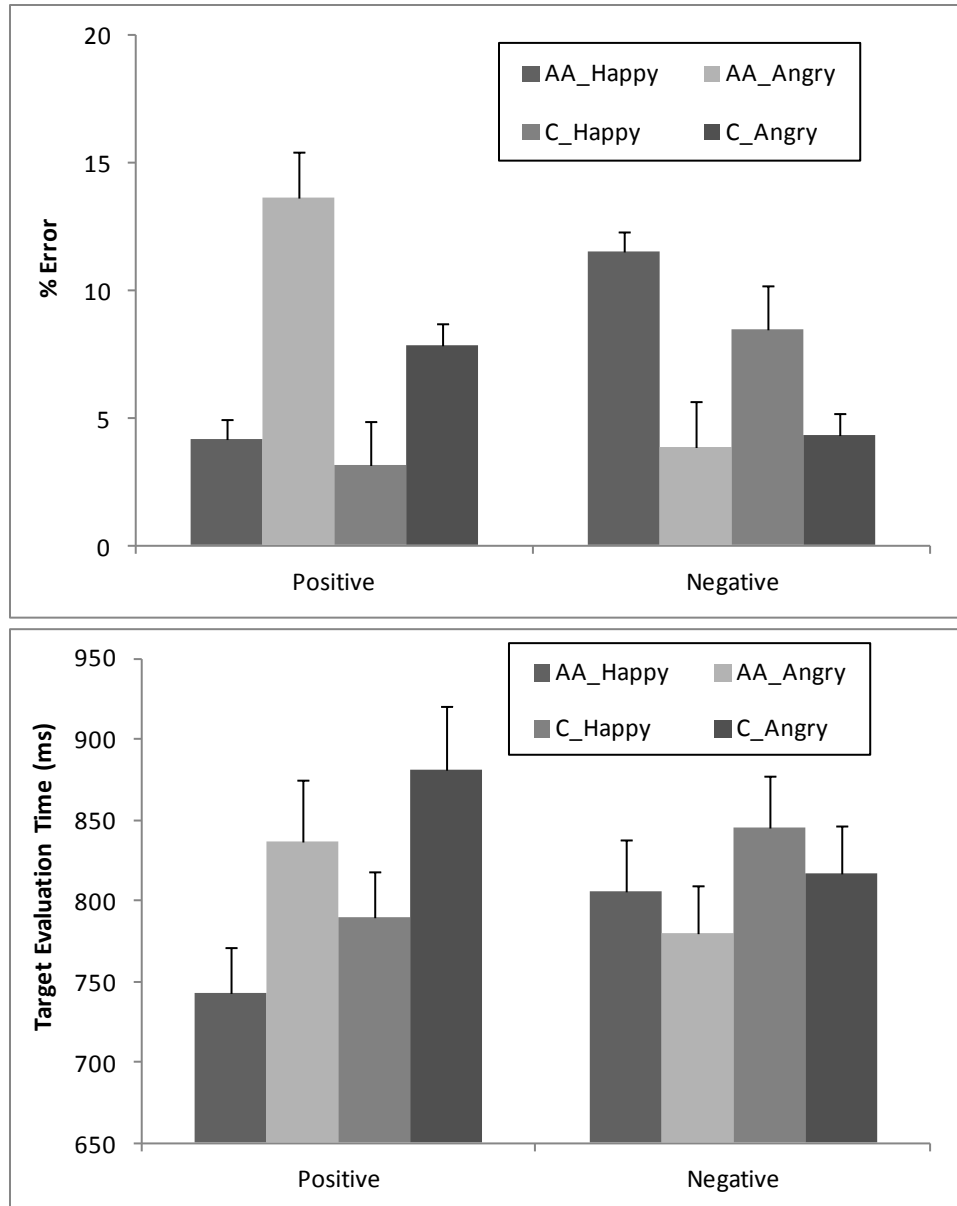 20
15
10
5
0
% Error
AA_Happy AA_Angry
C_Happy C_Angry
Positive Negative
950
900
850
800
750
700
650
Target Evaluation Time (ms)
AA_Happy AA_Angry
C_Happy C_Angry
Positive Negative